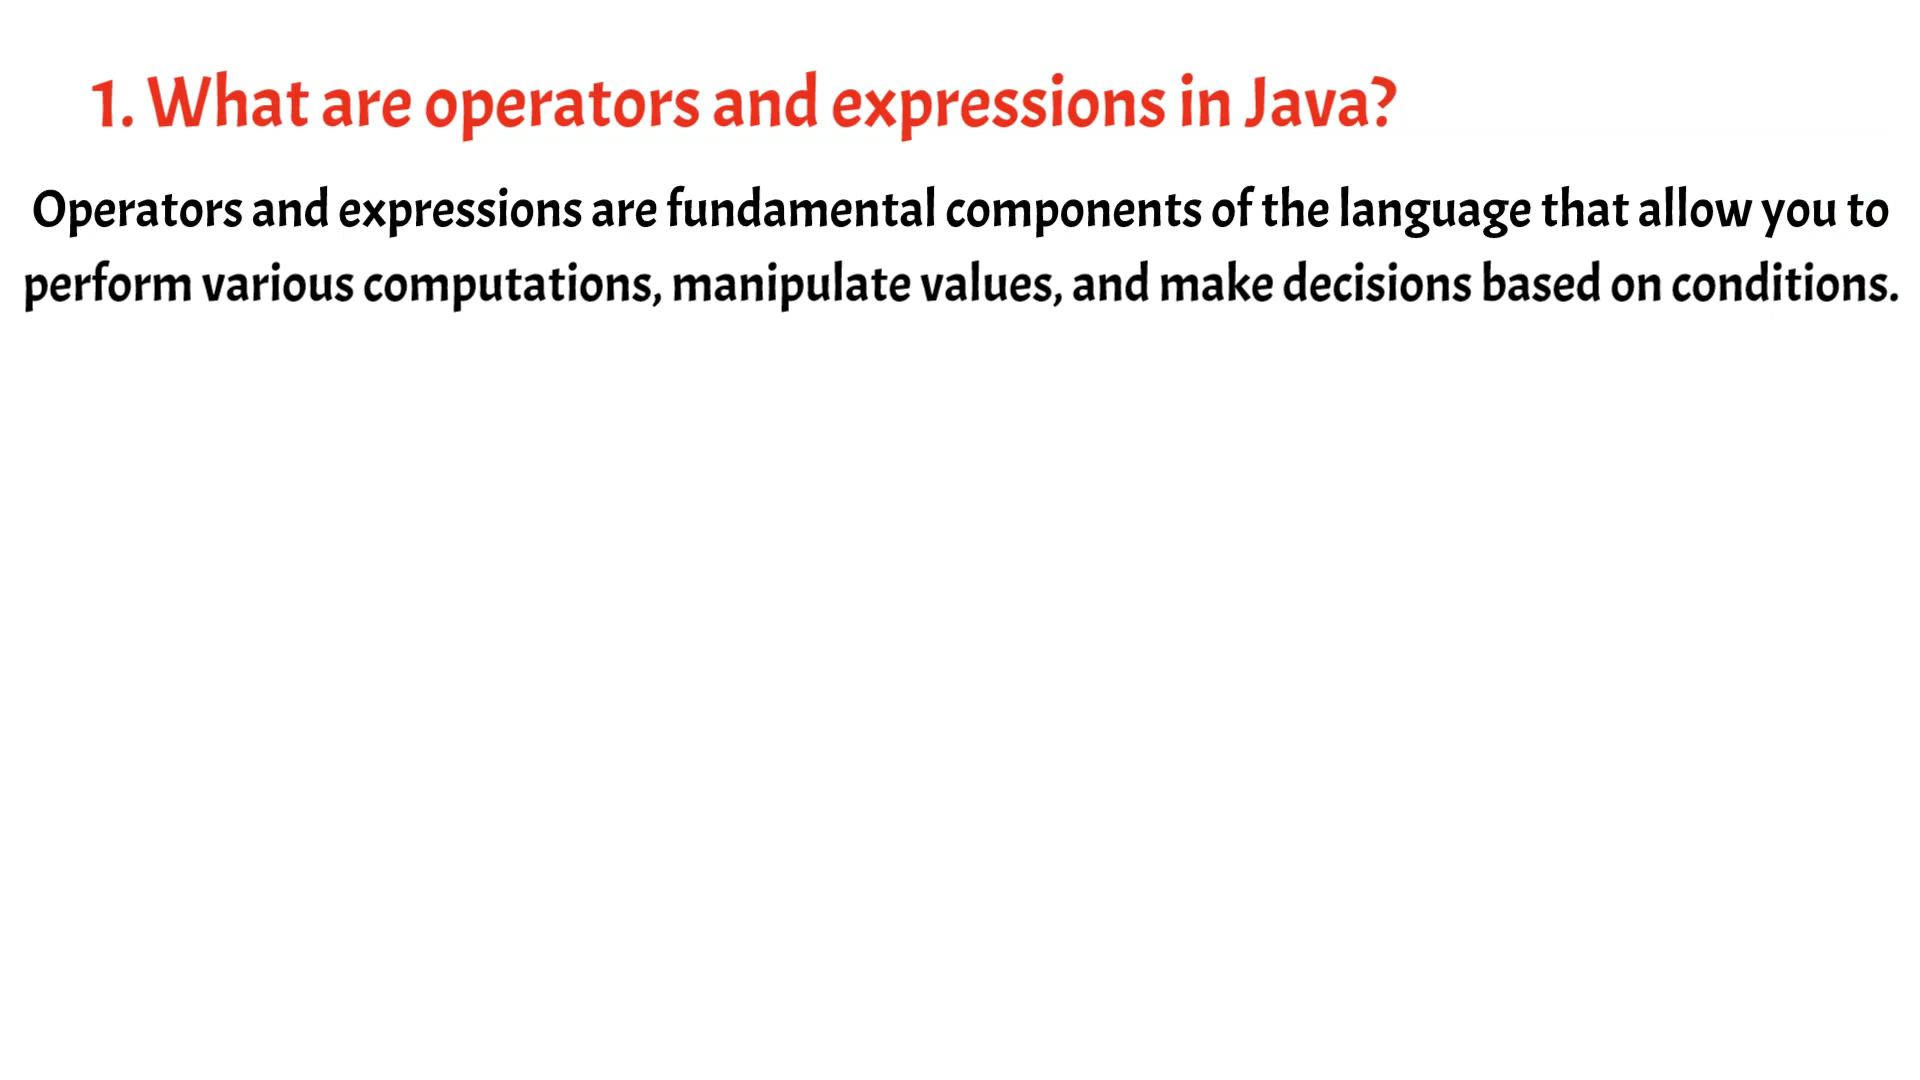 1. What are operators and expressions in Java?
Operators and expressions are fundamental components of the language that allow you to
perform various computations, manipulate values, and make decisions based on conditions.